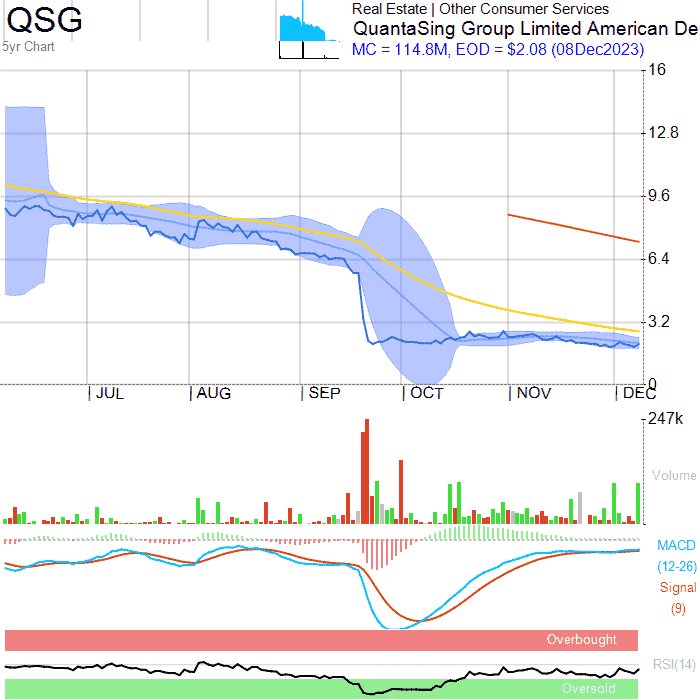 QSG
5yr Chart
Real Estate | Other Consumer Services
QuantaSing Group Limited American De
MC = 114.8M, EOD = $2.08 (08Dec2023)
16
12.8
9.6
6.4
3.2
0
JUL
AUG
SEP
OCT
NOV
DEC
247k
Volume
MACD
(12-26)
Signal
(9)
Overbought
RSI(14)
Oversold